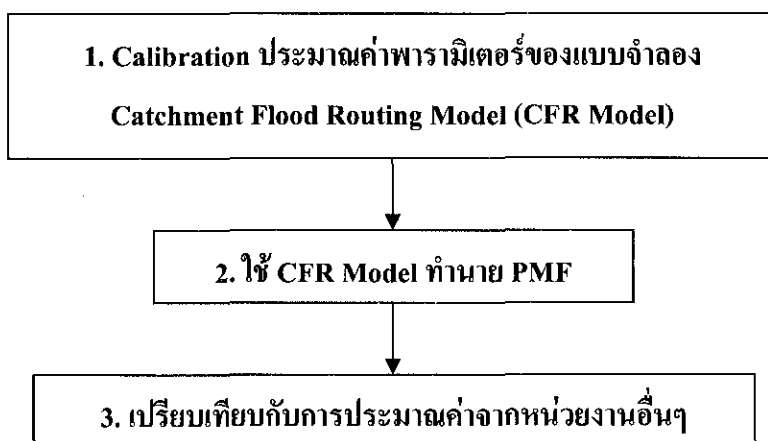 1. Calibration ประมาณค่าพารามิเตอร์ของแบบจำลอง
Catchment Flood Routing Model (CFR Model)
2. ใช้ CFR Model ทำนาย PMF
3. เปรียบเทียบกับการประมาณค่าจากหน่วยงานอื่นๆ